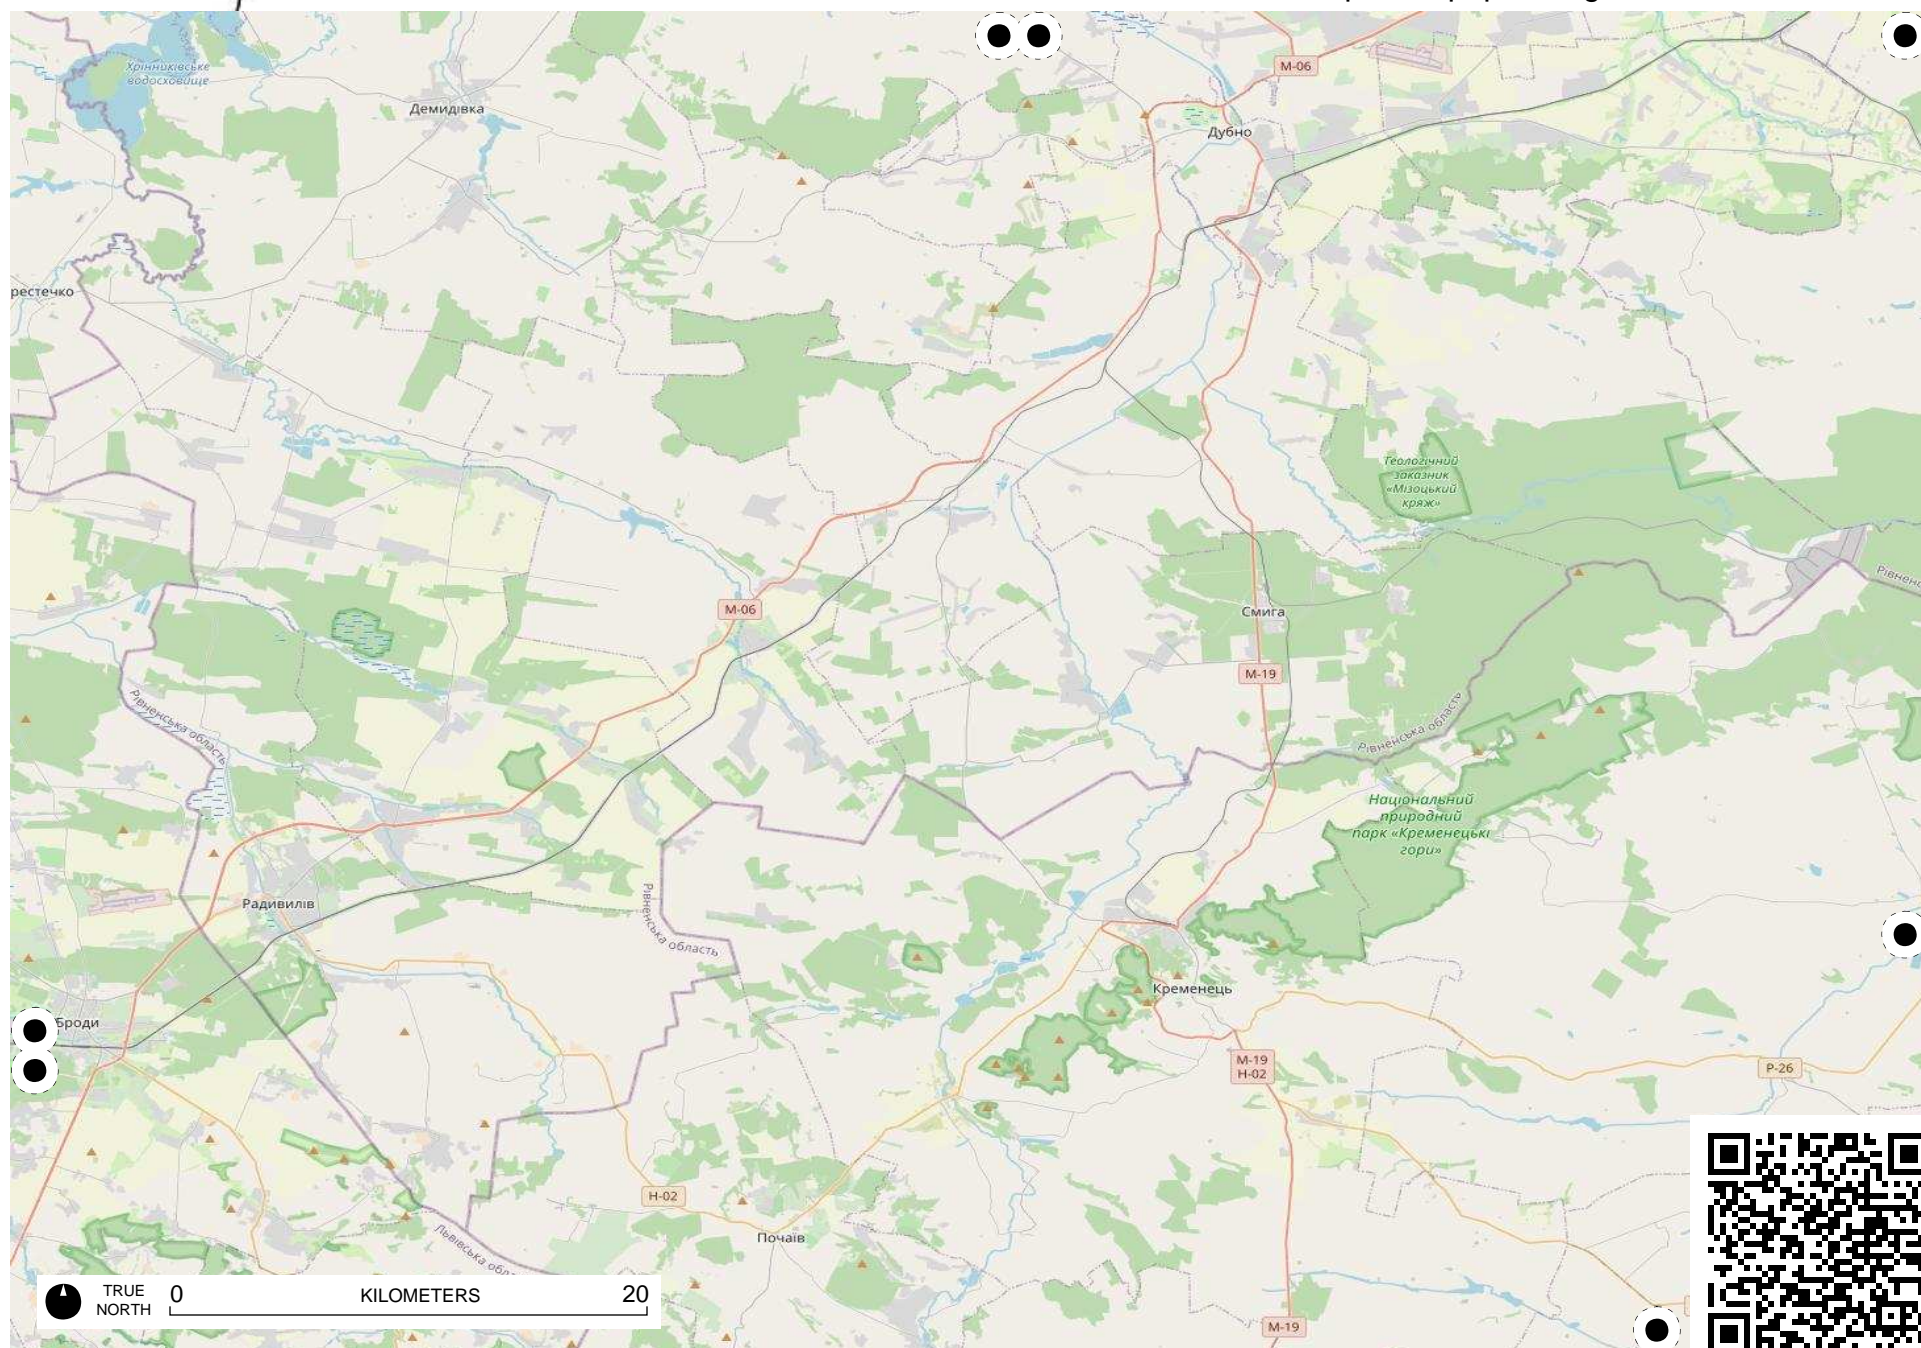 М-06
Хрінниківське
водосховище
Демидівка
Дубно
рестечко
Геологічний
заказник
«Мізоцький
кряж»
Рівненс
М-06
Смига
М-19
Рівненська область
Рівненська область
Національний
природний
парк «Кременецькі
гори»
Радивилів
Рівненська область
Кременець
Броди
М-19
Н-02
Р-26
Н-02
Почаїв
Львівська обл
TRUE
NORTH
0 KILOMETERS 20
М-19